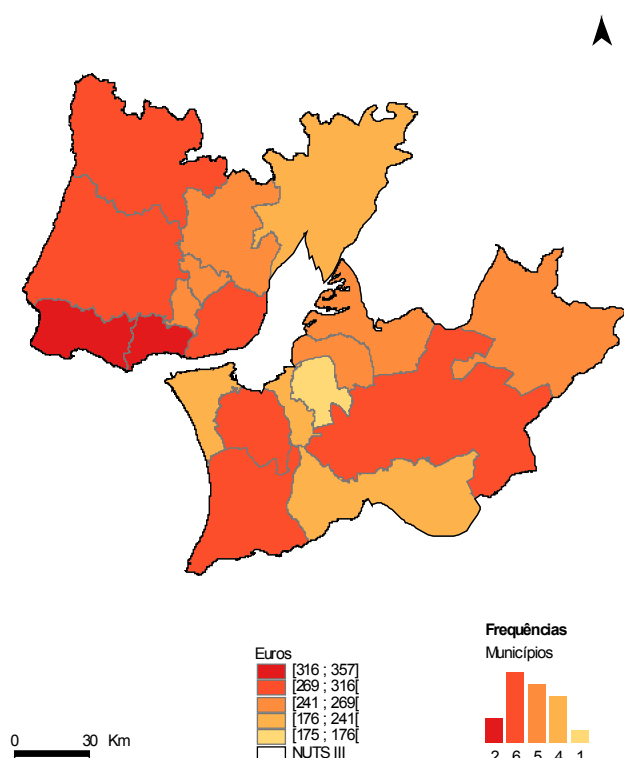 Frequências
Municípios
Euros
[316 ; 357]
[269 ; 316[
[241 ; 269[
[176 ; 241[
[175 ; 176[
NUTS III
0 30 Km
2 6 5 4 1